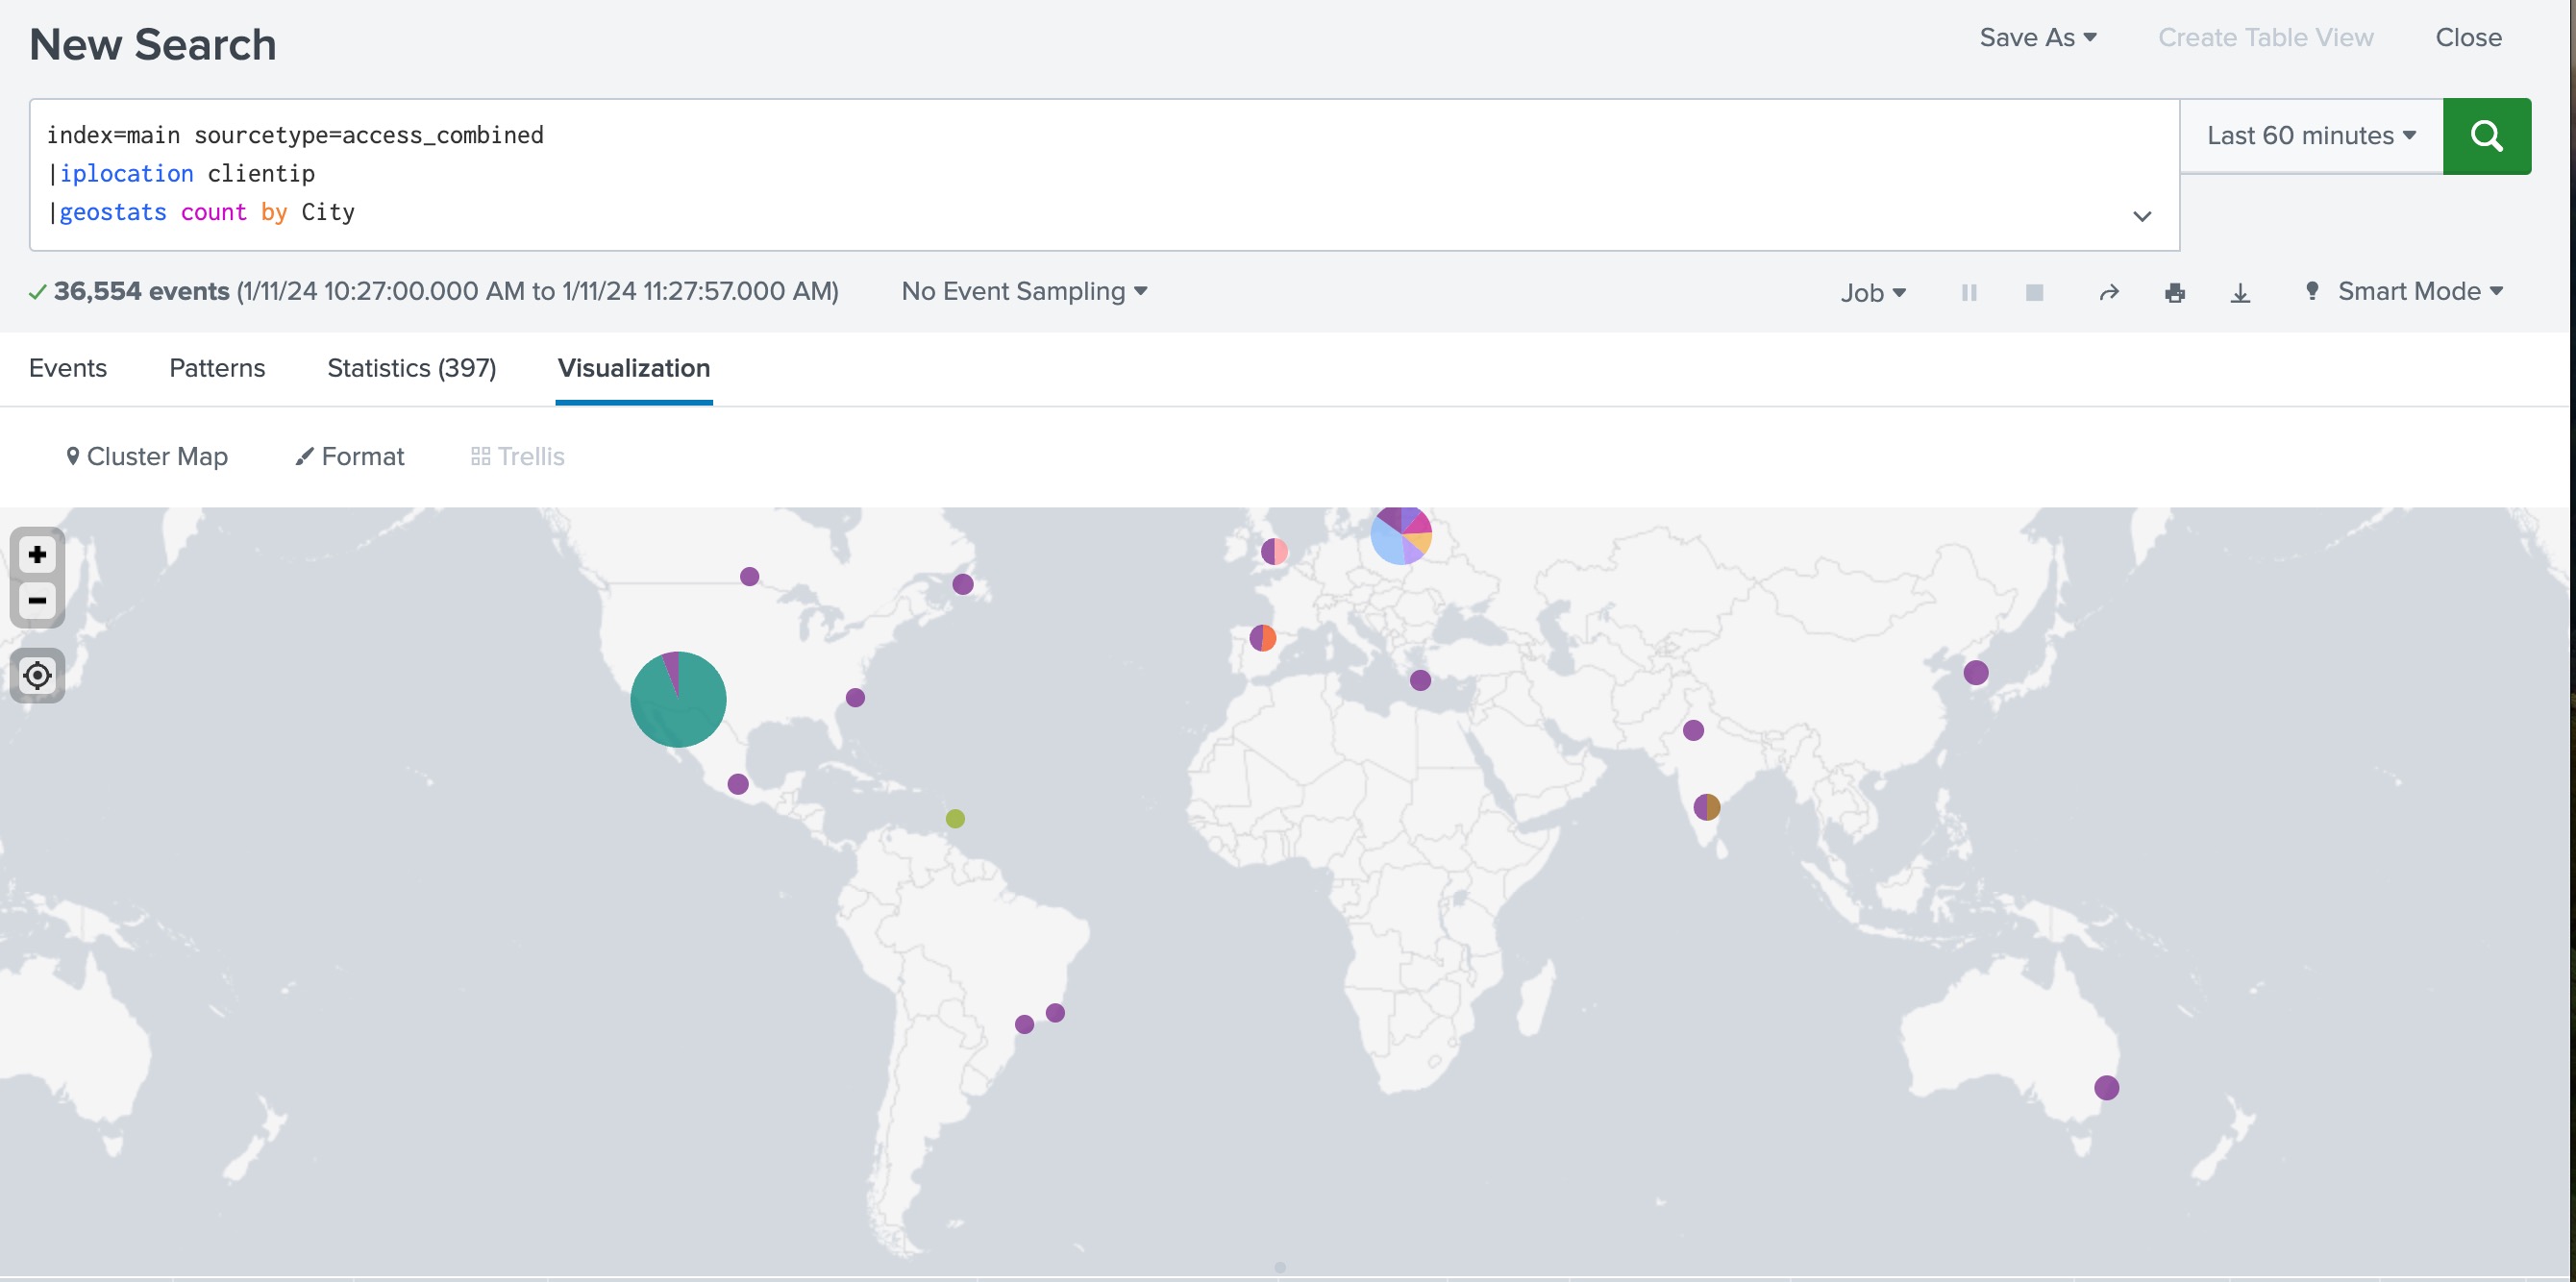 New Search
Save As
Create Table View
Close
index=main sourcetype=access_combined
|iplocation clientip
|geostats count by City
Last 60 minutes
36,554 events (1/11/24 10:27:00.000 AM to 1/11/24 11:27:57.000 AM)
No Event Sampling
Job
Smart Mode
Events
Patterns
Statistics (397)
Visualization
Cluster Map
Format
Trellis